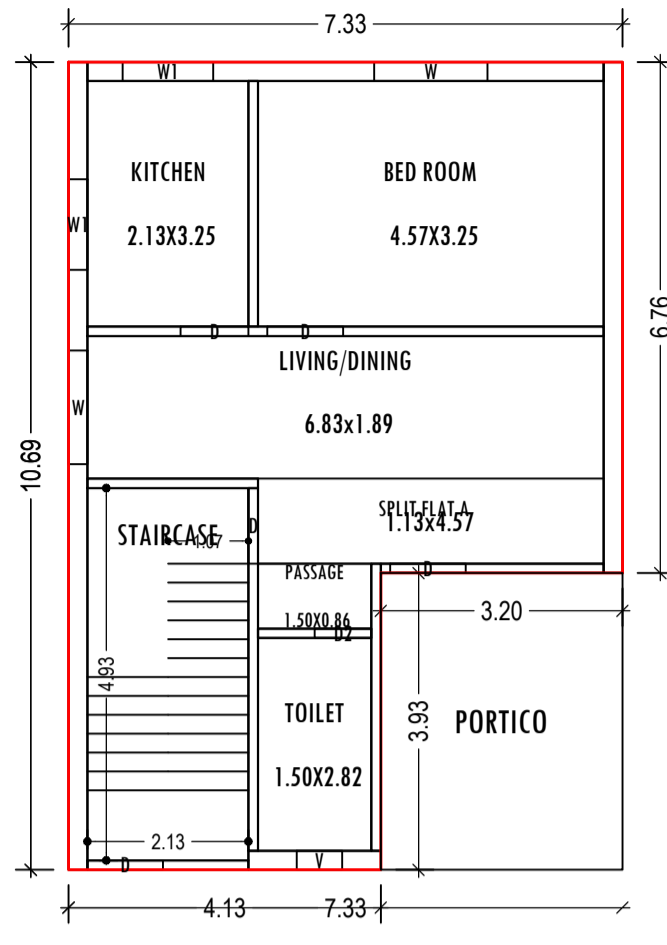 7.33
W1
W
KITCHEN
BED ROOM
2.13X3.25
4.57X3.25
W1
6.76
D
D
LIVING/DINING
W
6.83x1.89
10.69
SPLIT FLAT A
1.13x4.57
STAIRCASE
D
1.07
PASSAGE
D
1.50X0.86
3.20
D2
4.93
TOILET
3.93
PORTICO
1.50X2.82
2.13
D
V
4.13
7.33